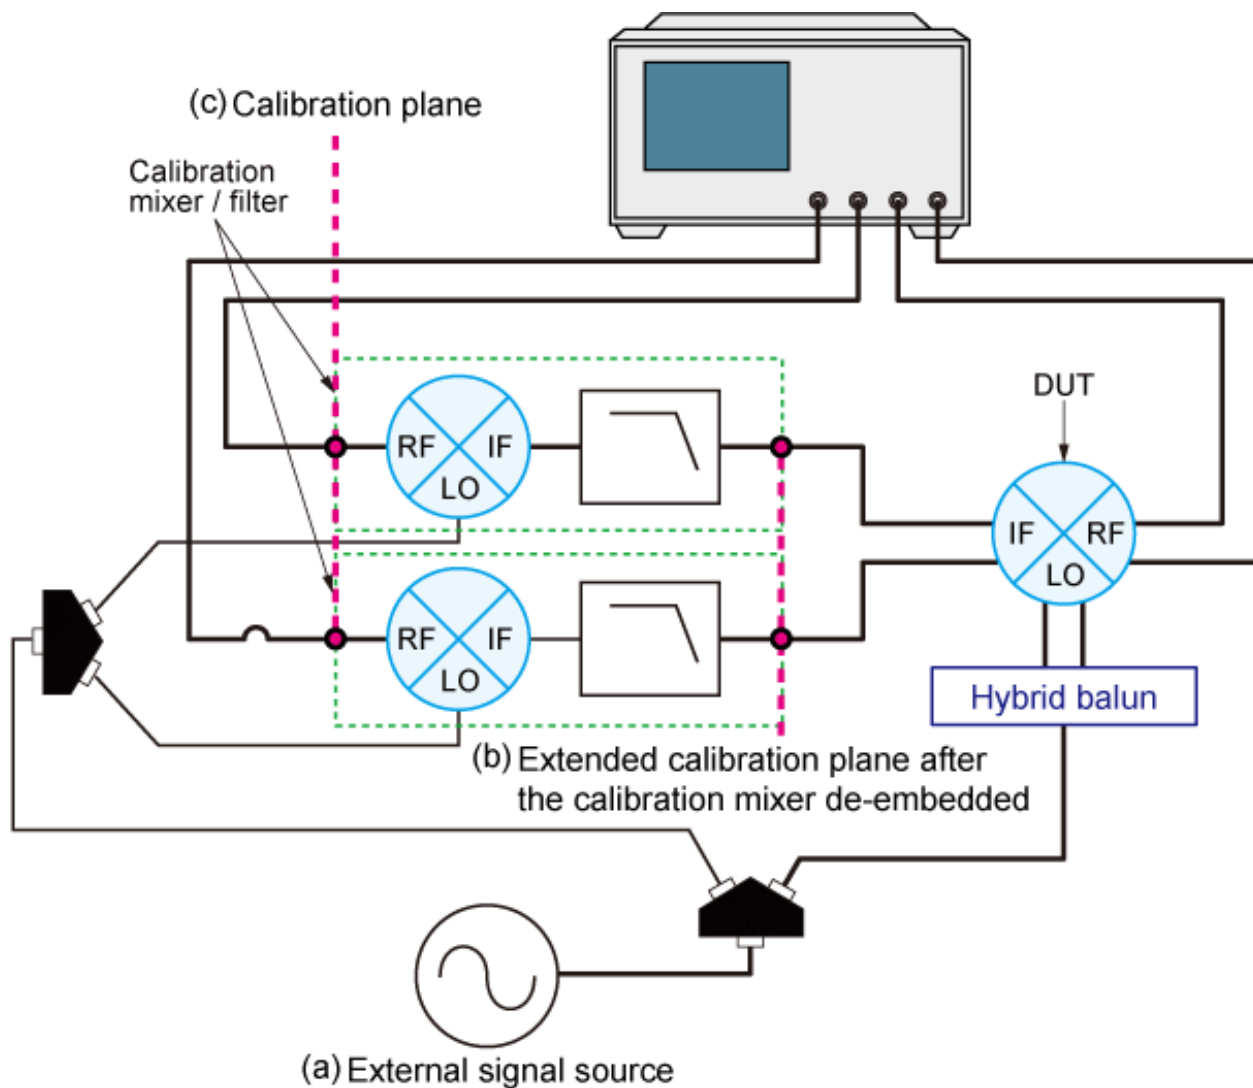 (c) Calibration plane
Calibration
mixer / filter
DUT
RF IF
LO
IF RF
LO
RF IF
LO
Hybrid balun
(b) Extended calibration plane after
the calibration mixer de-embedded
(a) External signal source